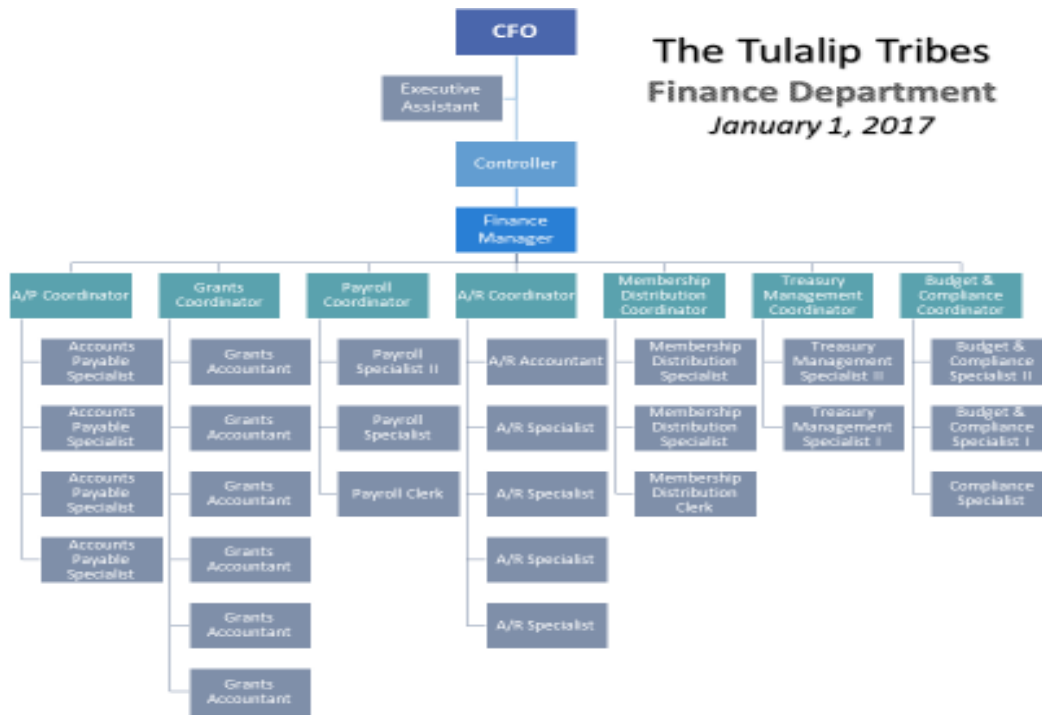 CFO
The Tulalip Tribes
Finance Department
January 1, 2017
Executive
Assistant
Controller
Finance
Manager
A/P Coordinator
Grants
Coordinator
Payroll
Coordinator
A/R Coordinator
Membership
Distribution
Coordinator
Treasury
Management
Coordinator
Budget &
Compliance
Coordinator
Accounts
Payable
Specialist
Accounts
Payable
Specialist
Accounts
Payable
Specialist
Accounts
Payable
Specialist
Grants
Accountant
Grants
Accountant
Grants
Accountant
Grants
Accountant
Grants
Accountant
Grants
Accountant
Payroll
Specialist II
Payroll
Specialist
Payroll Clerk
A/R Accountant
A/R Specialist
A/R Specialist
A/R Specialist
A/R Specialist
Membership
Distribution
Specialist
Membership
Distribution
Specialist
Membership
Distribution
Clerk
Treasury
Management
Specialist II
Treasury
Management
Specialist I
Budget &
Compliance
Specialist II
Budget &
Compliance
Specialist I
Compliance
Specialist